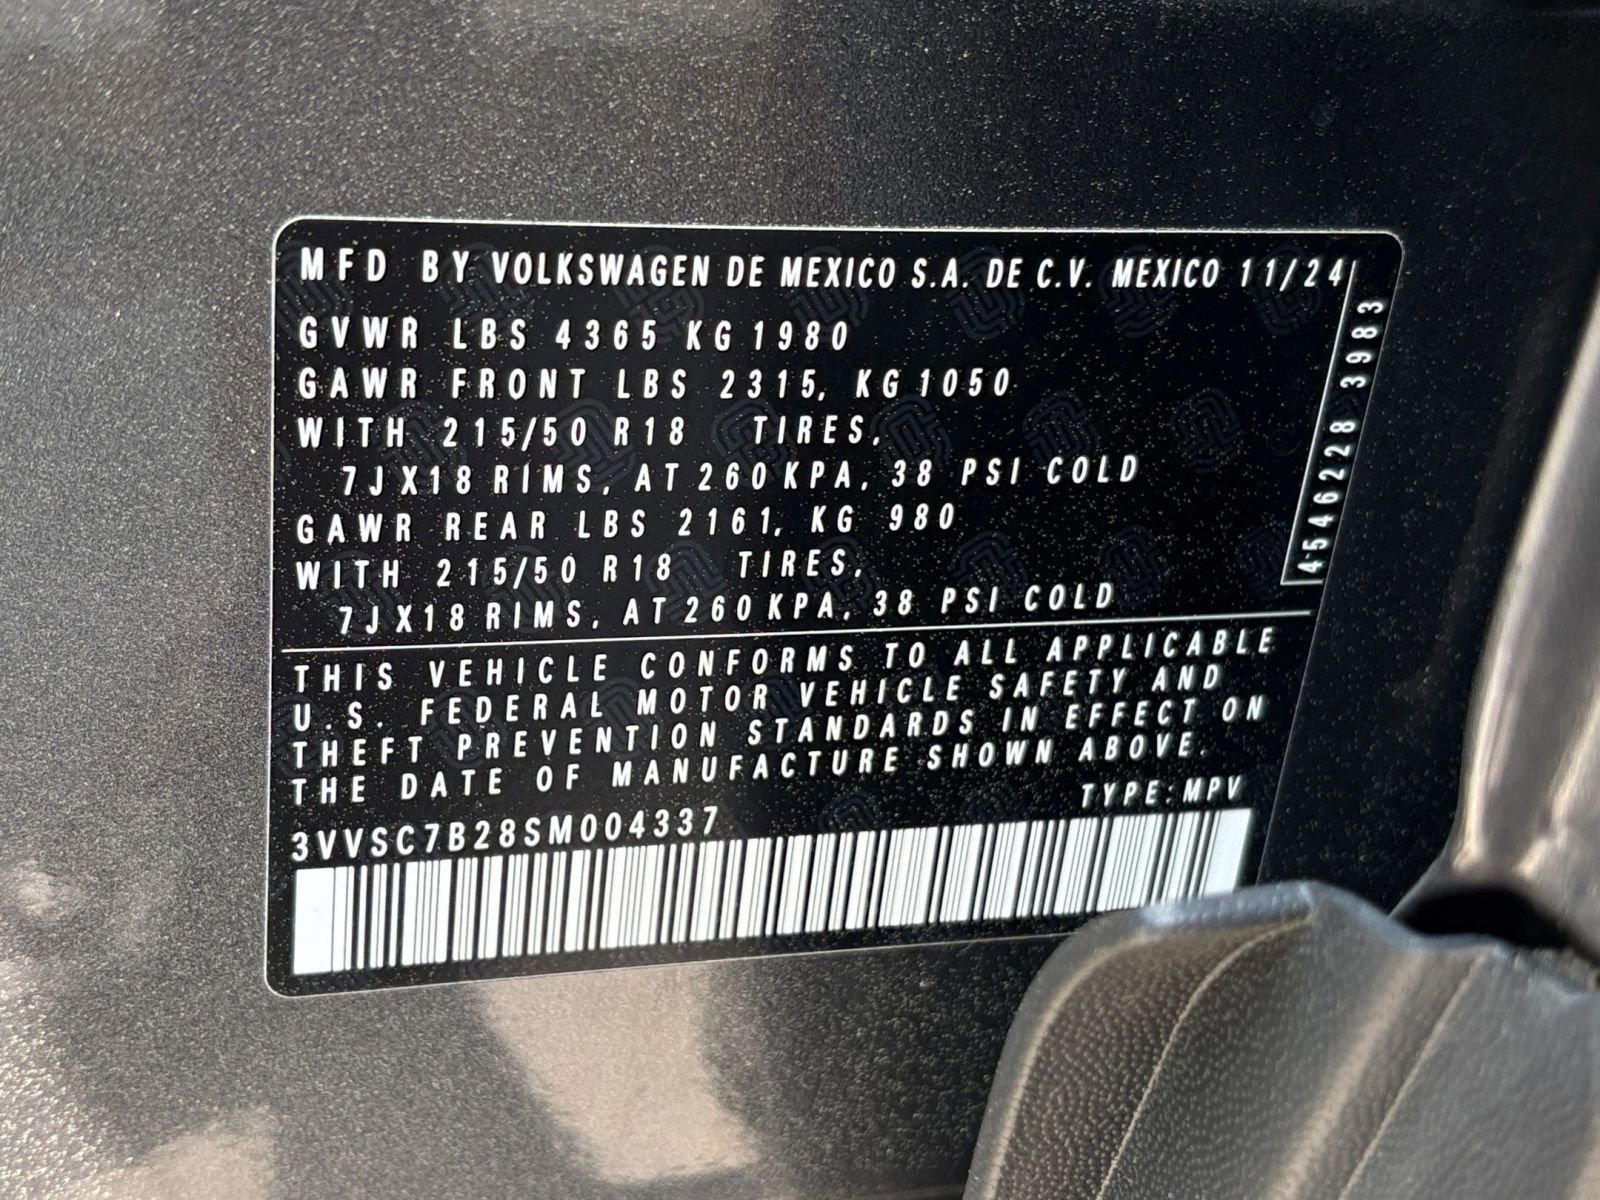 MFD BY VOLKSWAGEN DE MEXICO S.A. DE C.V. MEXICO 11/24
GVWR LBS 4365 KG 1980
GAWR FRONT LBS 2315, KG 1050
WITH 215/50 R18 TIRES,
7JX18 RIMS, AT 260 KPA, 38 PSI COLD
GAWR REAR LBS 2161, KG 980
WITH 215/50 R18 TIRES,
7JX18 RIMS, AT 260 KPA, 38 PSI COLD
4546228 3983
THIS VEHICLE CONFORMS TO ALL APPLICABLE
U.S. FEDERAL MOTOR VEHICLE SAFETY AND
THEFT PREVENTION STANDARDS IN EFFECT ON
THE DATE OF MANUFACTURE SHOWN ABOVE.
TYPE:MPV
3VVSC7B28SM004337